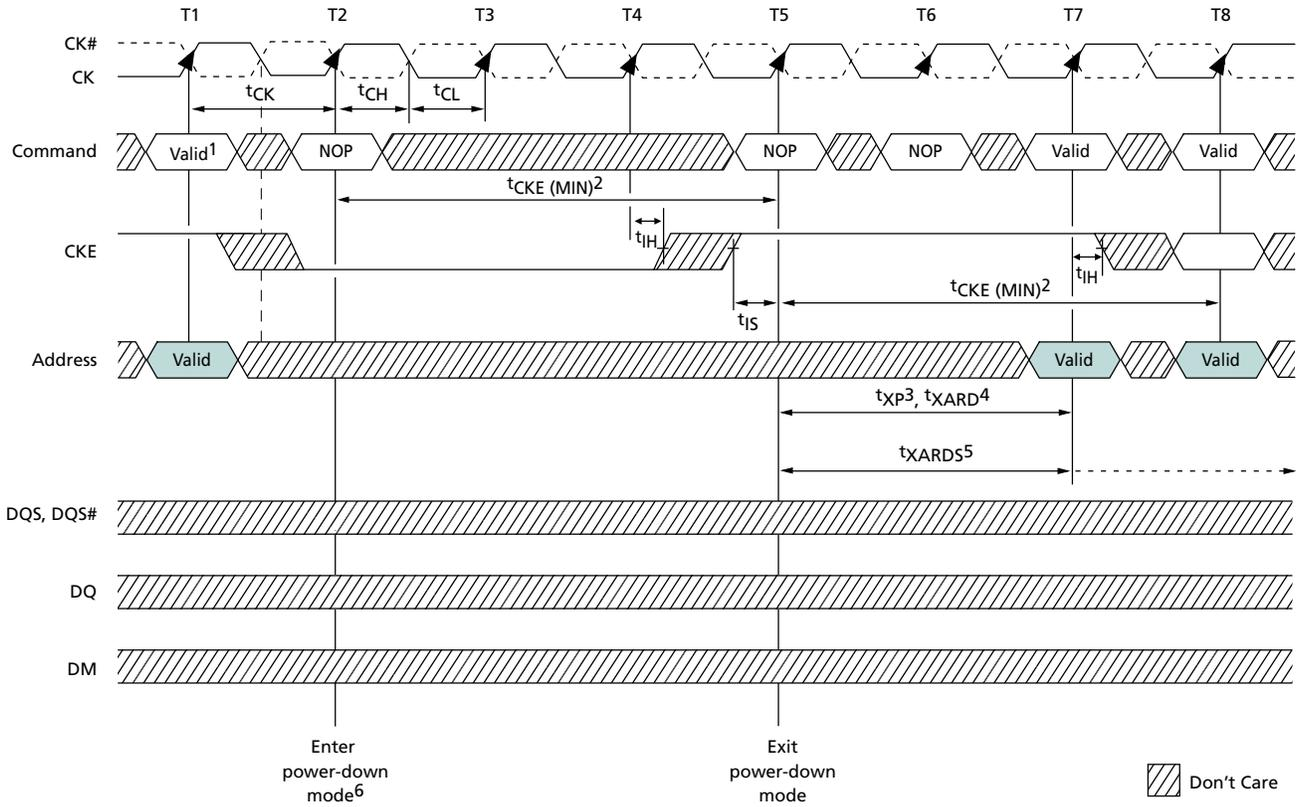 T1 T2 T3 T4 T5 T6 T7 T8
CK#
CK
tCK tCH tCL
Command Valid1 NOP NOP NOP Valid Valid
tCKE (MIN)2
tIH
CKE
tIH
tCKE (MIN)2
tIS
Address Valid Valid Valid
tXP3, tXARD4
tXARDS5
DQS, DQS#
DQ
DM
Enter
power-down
mode6
Exit
power-down
mode
Don't Care